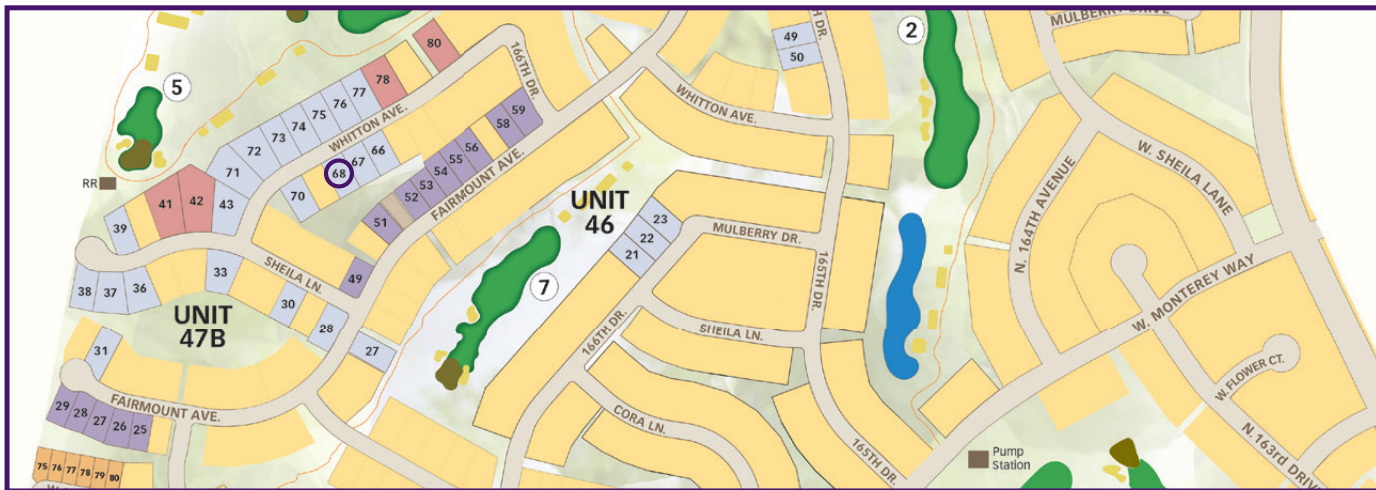 5
80
78
77
76
75
74
73
72
71
WHITTON AVE.
166TH DR.
59
58
56
55
54
53
52
51
49
FAIRMOUNT AVE.
66
67
68
70
RR
41
42
43
39
38
37
36
33
30
28
27
SHEILA LN.
UNIT
47B
31
29
28
27
26
25
FAIRMOUNT AVE.
75
76
77
78
79
80
49
50
TH DR.
WHITTON AVE.
UNIT
46
7
23
22
21
MULBERRY DR.
165TH DR.
166TH DR.
SHEILA LN.
CORA LN.
165TH DR.
2
MULBERRY DRIVE
W. SHEILA LANE
N. 164TH AVENUE
W. MONTEREY WAY
W. FLOWER CT.
N. 163rd DRIV
Pump
Station